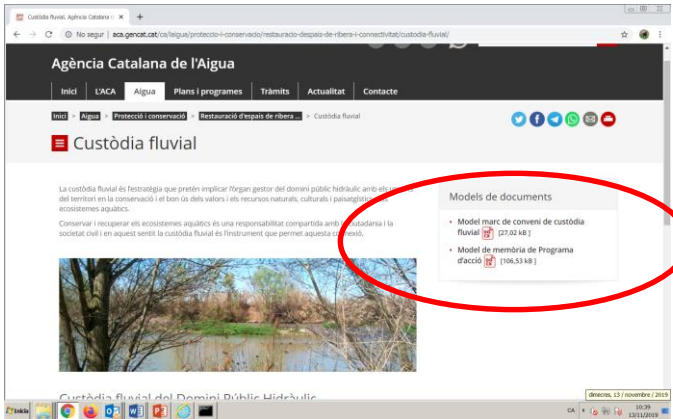 Custòdia fluvial. Agència Catalana
No segur | aca.gencat.cat/ca/laigua/proteccio-i-conservacio/restauracio-despais-de-ribera-i-connectivitat/custodia-fluvial/
Agència Catalana de l'Aigua
Inici L'ACA Aigua Plans i programes Tràmits Actualitat Contacte
Inici > Aigua > Protecció i conservació > Restauració d'espais de ribera ... > Custòdia fluvial
Custòdia fluvial
La custòdia fluvial és l'estratègia que pretén implicar l'òrgan gestor del domini públic hidràulic amb els
del territori en la conservació i el bon ús dels valors i els recursos naturals, culturals i paisatgístics
ecosistemes aquàtics.
Conservar i recuperar els ecosistemes aquàtics és una responsabilitat compartida amb la ciutadania i la
societat civil i en aquest sentit la custòdia fluvial és l'instrument que permet aquesta connexió.
Models de documents
Model marc de conveni de custòdia
fluvial [27,02 kB ]
Model de memòria de Programa
d'acció [106,53 kB ]
Custòdia fluvial del Domini Públic Hidràulic
dimecres, 13 / novembre / 2019
Inicia
CA
10:39
13/11/2019